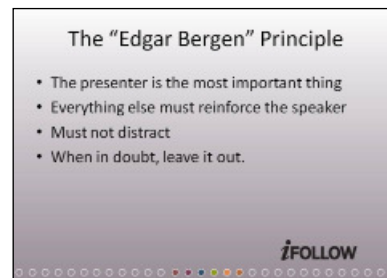 The “Edgar Bergen” Principle
• The presenter is the most important thing
• Everything else must reinforce the speaker
• Must not distract
• When in doubt, leave it out.
iFOLLOW